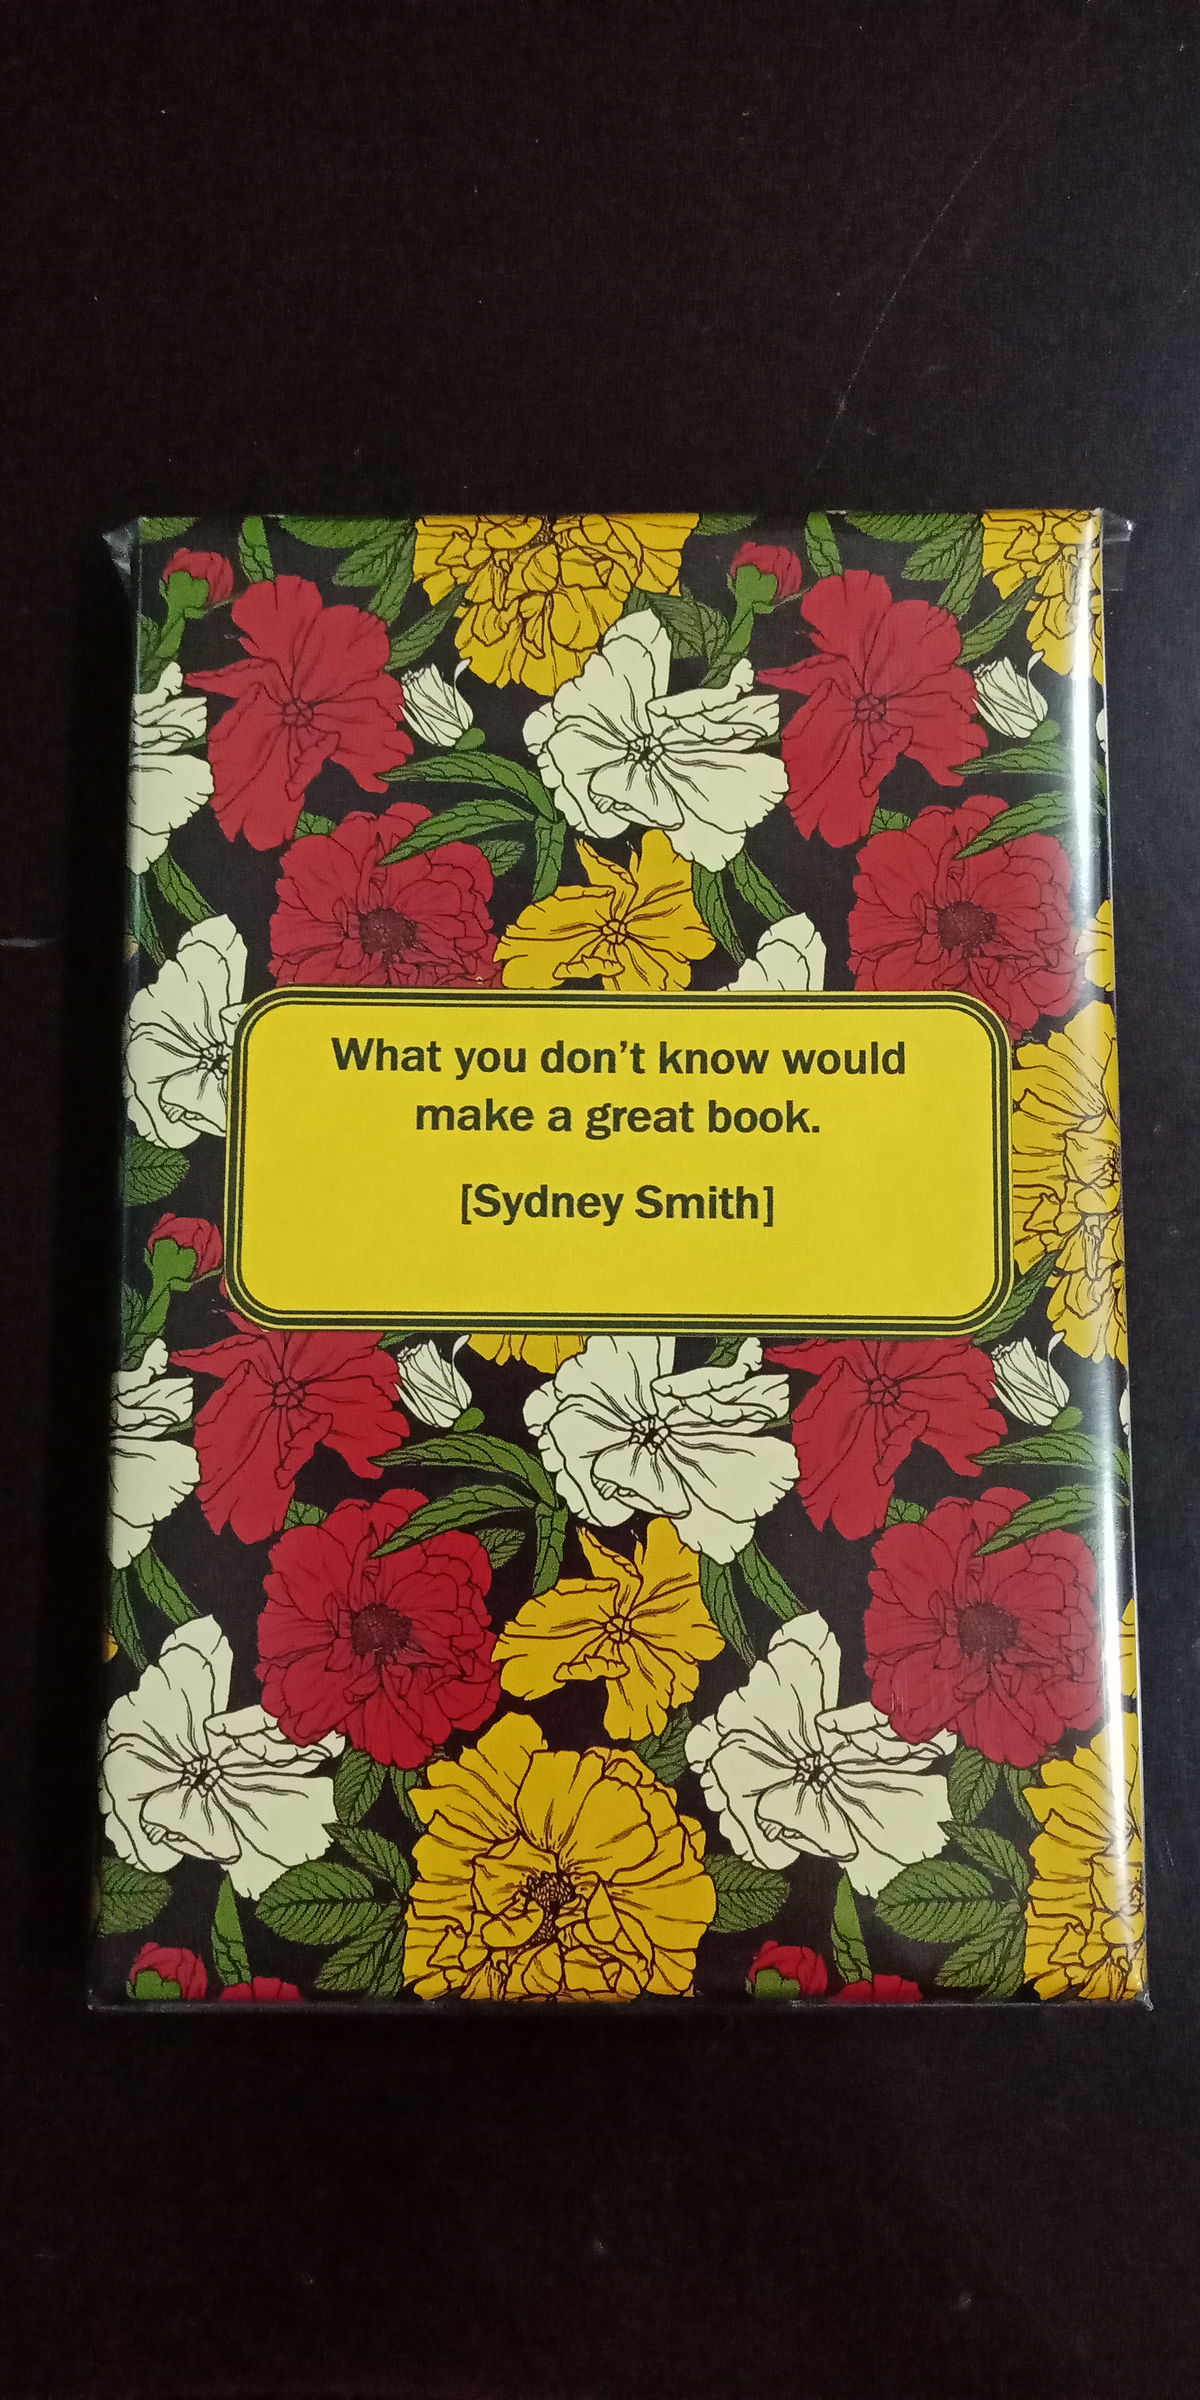 What you don’t know would
make a great book.
[Sydney Smith]